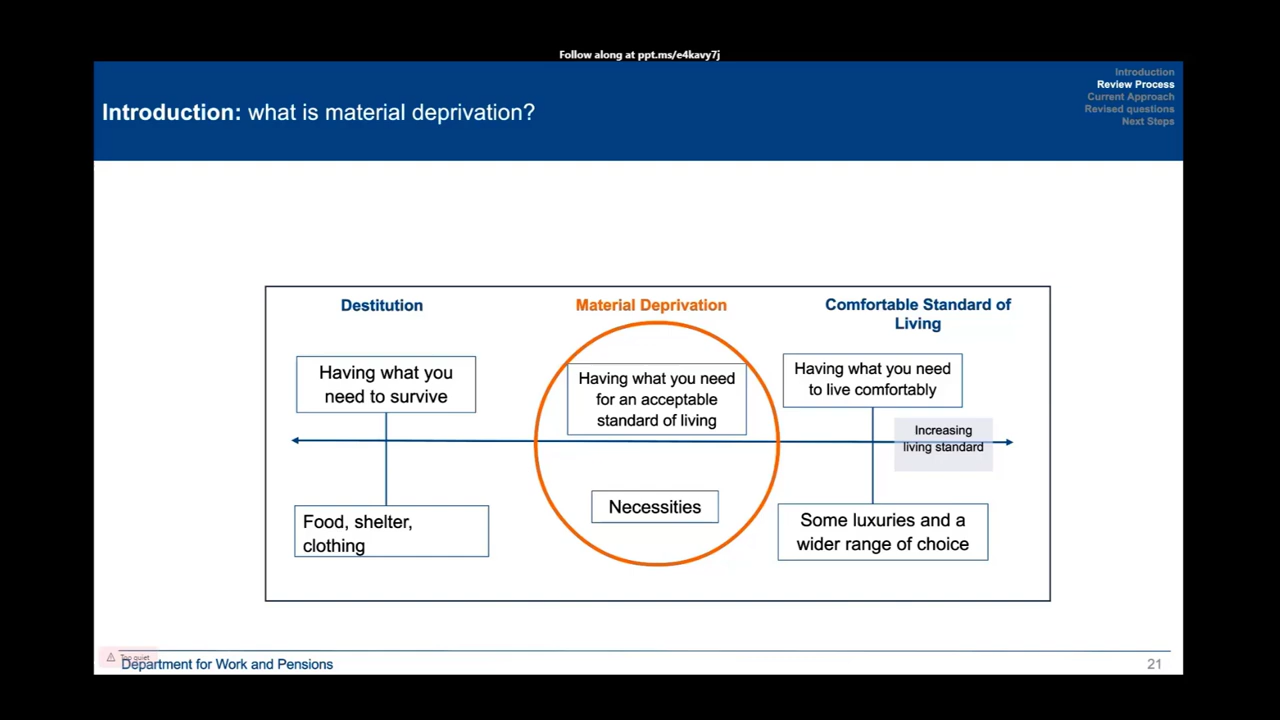 Follow along at ppt.ms/e4kavy7j
Introduction: what is material deprivation?
Introduction
Review Process
Current Approach
Revised questions
Next Steps
Destitution
Material Deprivation
Comfortable Standard of
Living
Having what you
need to survive
Having what you need
for an acceptable
standard of living
Having what you need
to live comfortably
Increasing
living standard
Food, shelter,
clothing
Necessities
Some luxuries and a
wider range of choice
Too quiet
Department for Work and Pensions
21